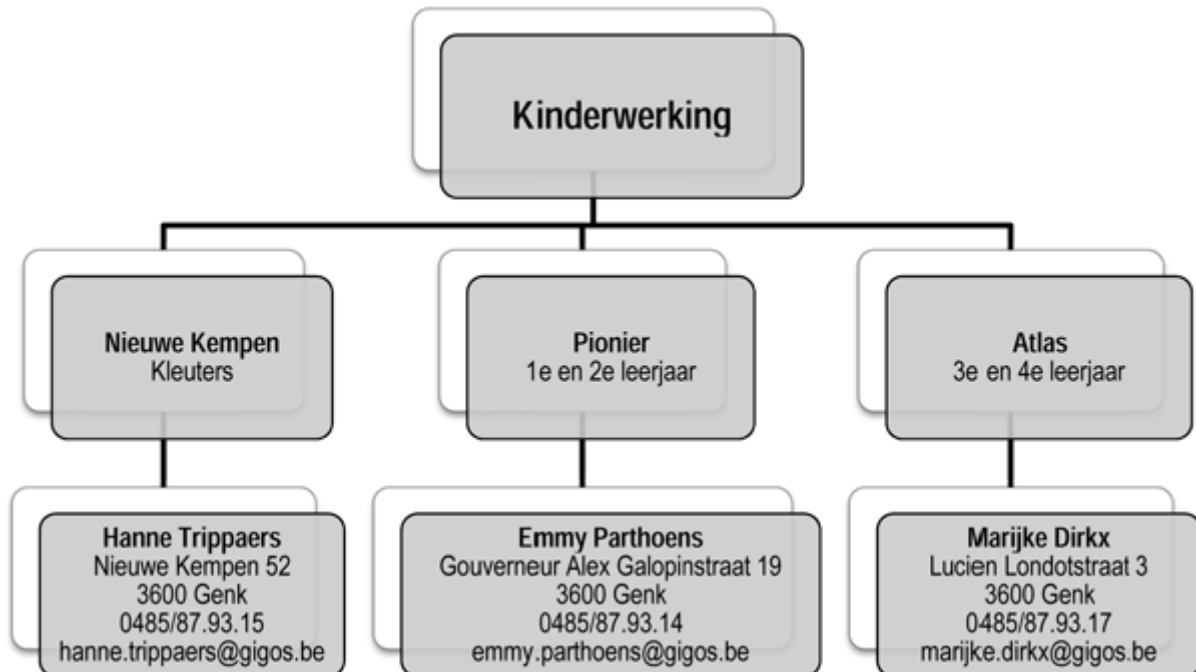 Kinderwerking
Nieuwe Kempen
Kleuters
Pionier
1e en 2e leerjaar
Atlas
3e en 4e leerjaar
Hanne Trippaers
Nieuwe Kempen 52
3600 Genk
0485/87.93.15
hanne.trippaers@gigos.be
Emmy Parthoens
Gouverneur Alex Galopinstraat 19
3600 Genk
0485/87.93.14
emmy.parthoens@gigos.be
Marijke Dirkx
Lucien Londotstraat 3
3600 Genk
0485/87.93.17
marijke.dirkx@gigos.be